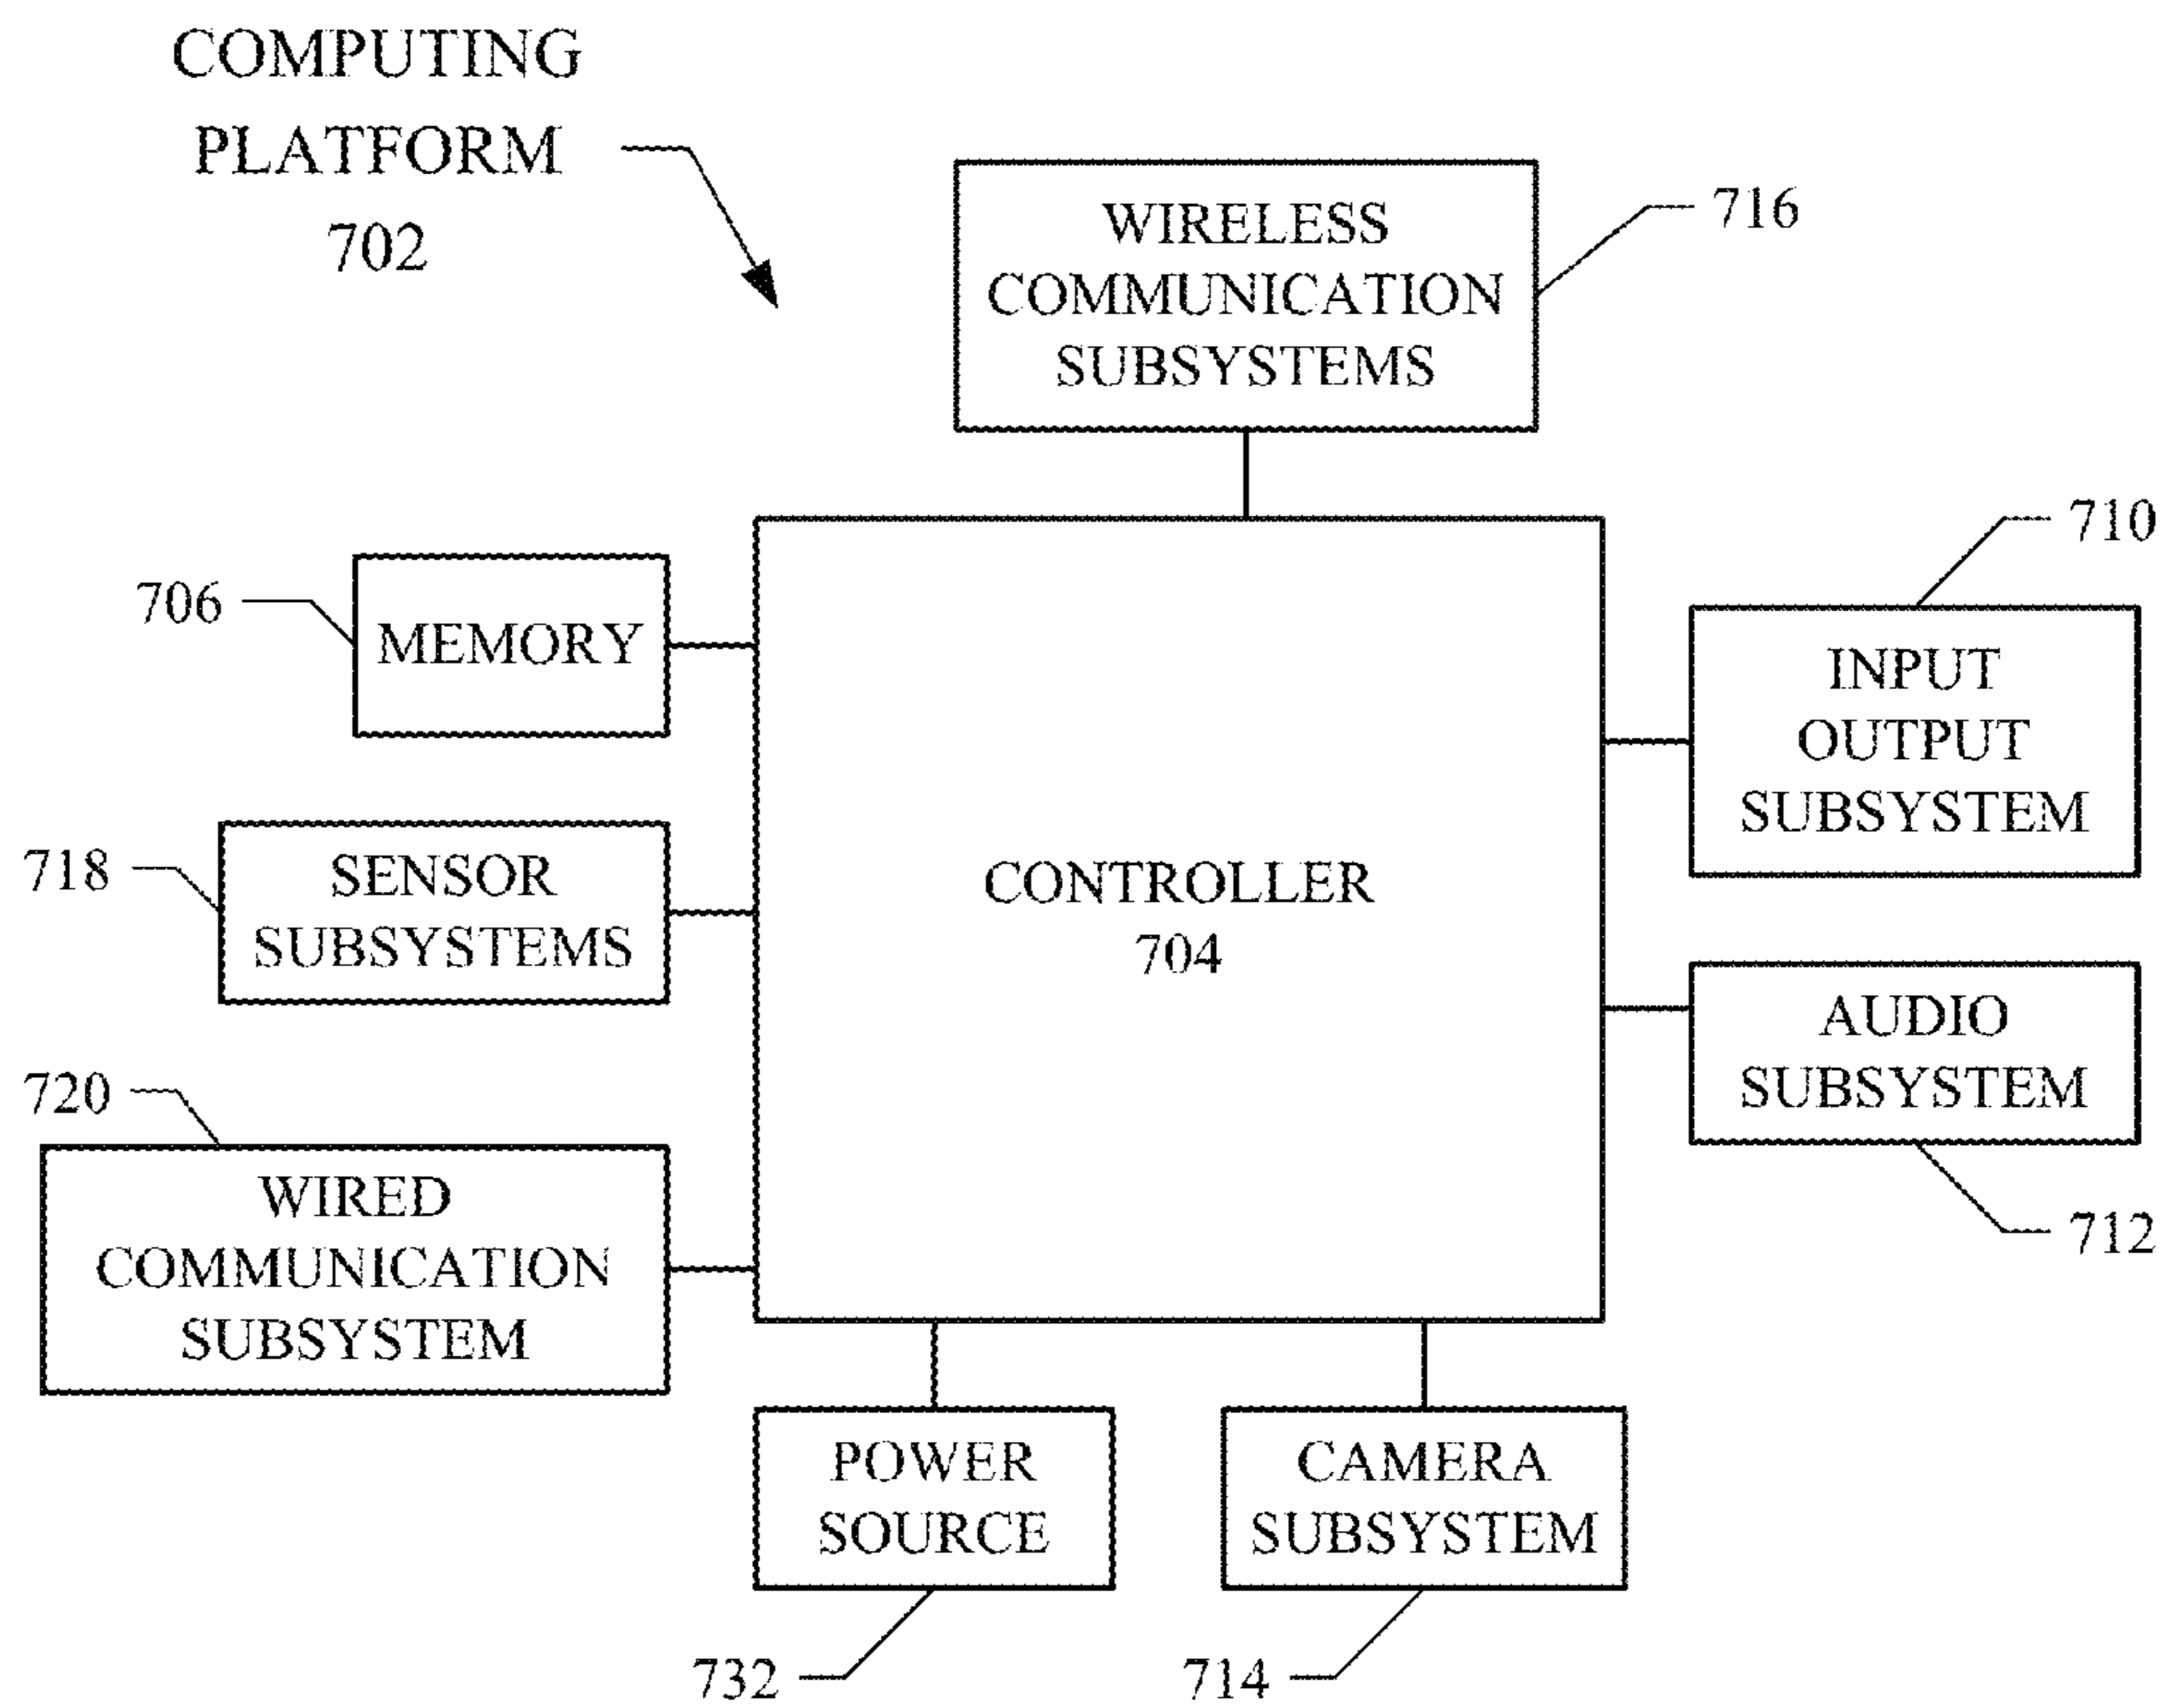 COMPUTING
PLATFORM
702
WIRELESS
COMMUNICATION
SUBSYSTEMS
716
710
706
MEMORY
INPUT
OUTPUT
SUBSYSTEM
718
SENSOR
SUBSYSTEMS
CONTROLLER
704
AUDIO
SUBSYSTEM
712
720
WIRED
COMMUNICATION
SUBSYSTEM
POWER
SOURCE
732
CAMERA
SUBSYSTEM
714